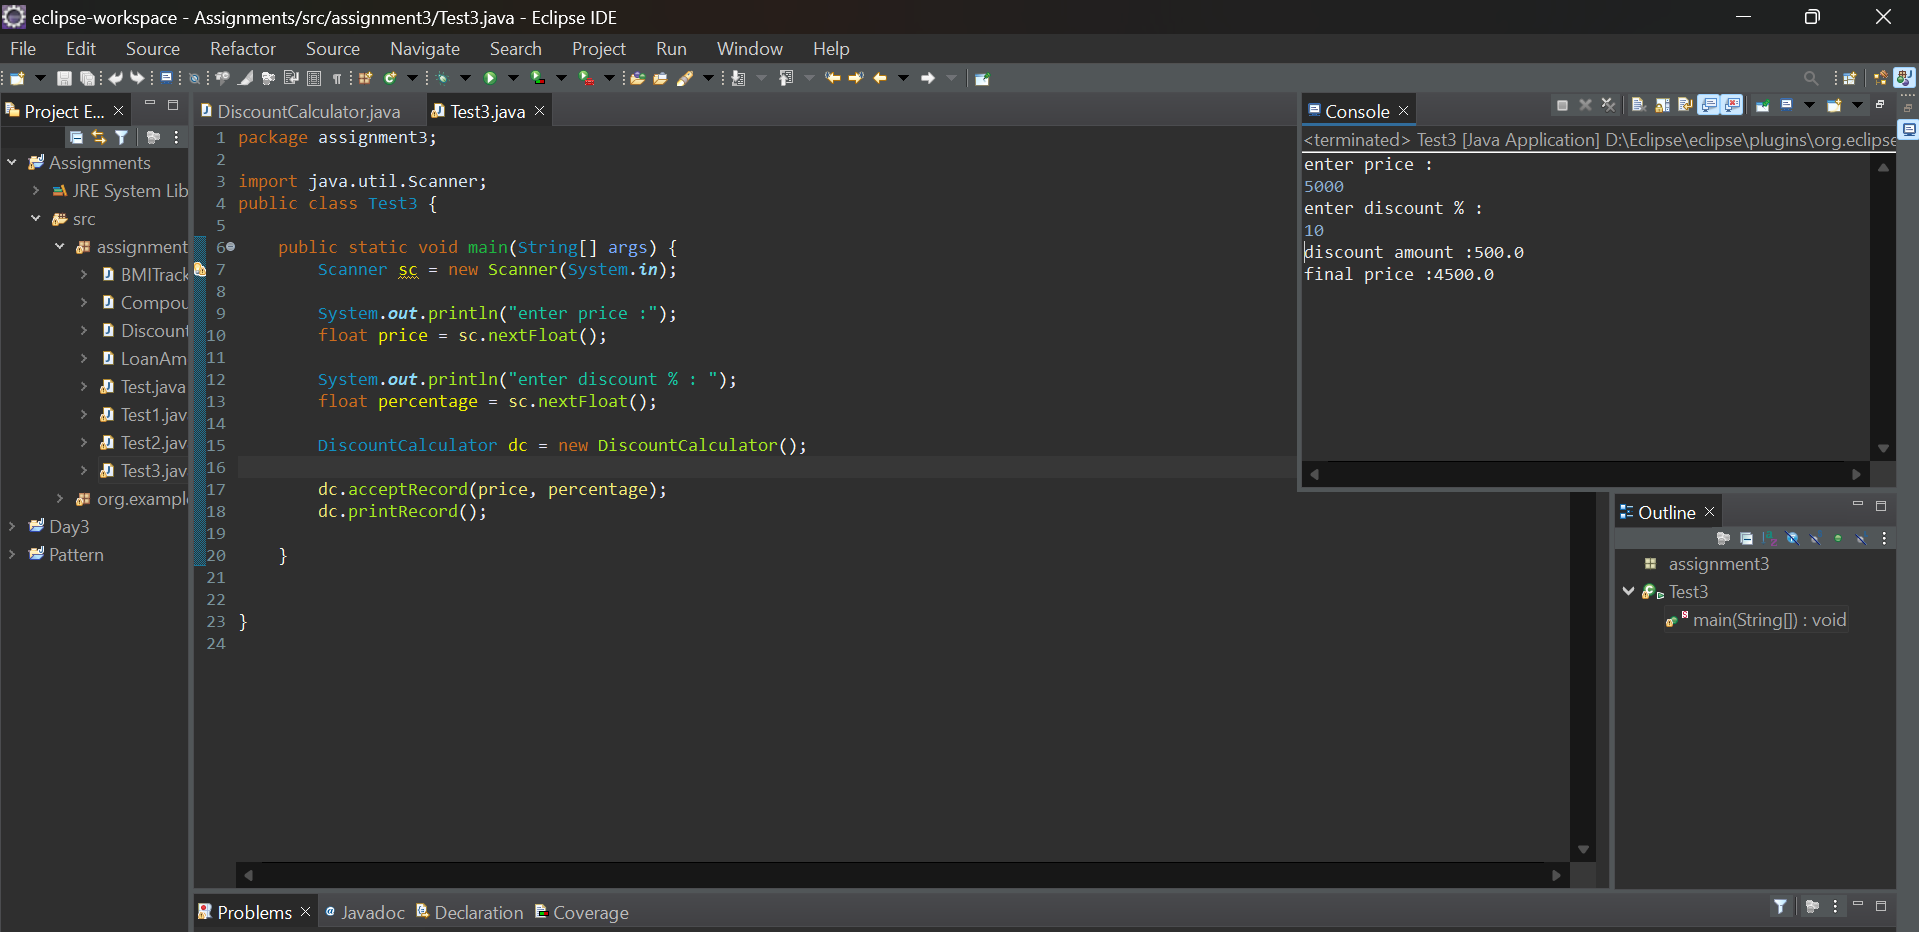 eclipse-workspace - Assignments/src/assignment3/Test3.java - Eclipse IDE
File Edit Source Refactor Source Navigate Search Project Run Window Help
Project E...
Assignments
JRE System Lib
src
assignment
BMITrack
Compou
Discount
LoanAm
Test.java
Test1.jav
Test2.jav
Test3.jav
org.exampl
Day3
Pattern
DiscountCalculator.java Test3.java
1 package assignment3;
2
3 import java.util.Scanner;
4 public class Test3 {
5
6 public static void main(String[] args) {
7 Scanner sc = new Scanner(System.in);
8
9 System.out.println("enter price :");
10 float price = sc.nextFloat();
11
12 System.out.println("enter discount % : ");
13 float percentage = sc.nextFloat();
14
15 DiscountCalculator dc = new DiscountCalculator();
16
17 dc.acceptRecord(price, percentage);
18 dc.printRecord();
19
20 }
21
22
23 }
24
Console
<terminated> Test3 [Java Application] D:\Eclipse\eclipse\plugins\org.eclipse
enter price :
5000
enter discount % :
10
discount amount :500.0
final price :4500.0
Outline
assignment3
Test3
main(String[]) : void
Problems Javadoc Declaration Coverage